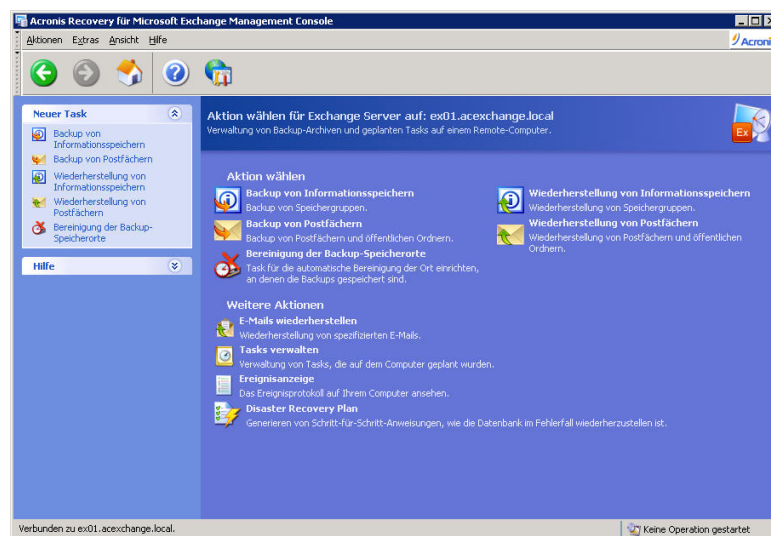 Acronis Recovery für Microsoft Exchange Management Console
Aktionen Extras Ansicht Hilfe
Acroni
Neuer Task
Backup von
Informationsspeichern
Backup von Postfächern
Wiederherstellung von
Informationsspeichern
Wiederherstellung von
Postfächern
Bereinigung der Backup-
Speicherorte
Hilfe
Aktion wählen für Exchange Server auf: ex01.acexchange.local
Verwaltung von Backup-Archiven und geplanten Tasks auf einem Remote-Computer.
Ex
Aktion wählen
Backup von Informationsspeichern
Backup von Speichergruppen.
Backup von Postfächern
Backup von Postfächern und öffentlichen Ordnern.
Bereinigung der Backup-Speicherorte
Task für die automatische Bereinigung der Ort einrichten,
an denen die Backups gespeichert sind.
Wiederherstellung von Informationsspeichern
Wiederherstellung von Speichergruppen.
Wiederherstellung von Postfächern
Wiederherstellung von Postfächern und öffentlichen
Ordnern.
Weitere Aktionen
E-Mails wiederherstellen
Wiederherstellung von spezifizierten E-Mails.
Tasks verwalten
Verwaltung von Tasks, die auf dem Computer geplant wurden.
Ereignisanzeige
Das Ereignisprotokoll auf Ihrem Computer ansehen.
Disaster Recovery Plan
Generieren von Schritt-für-Schritt-Anweisungen, wie die Datenbank im Fehlerfall wiederherzustellen ist.
Verbunden zu ex01.acexchange.local.
Keine Operation gestartet